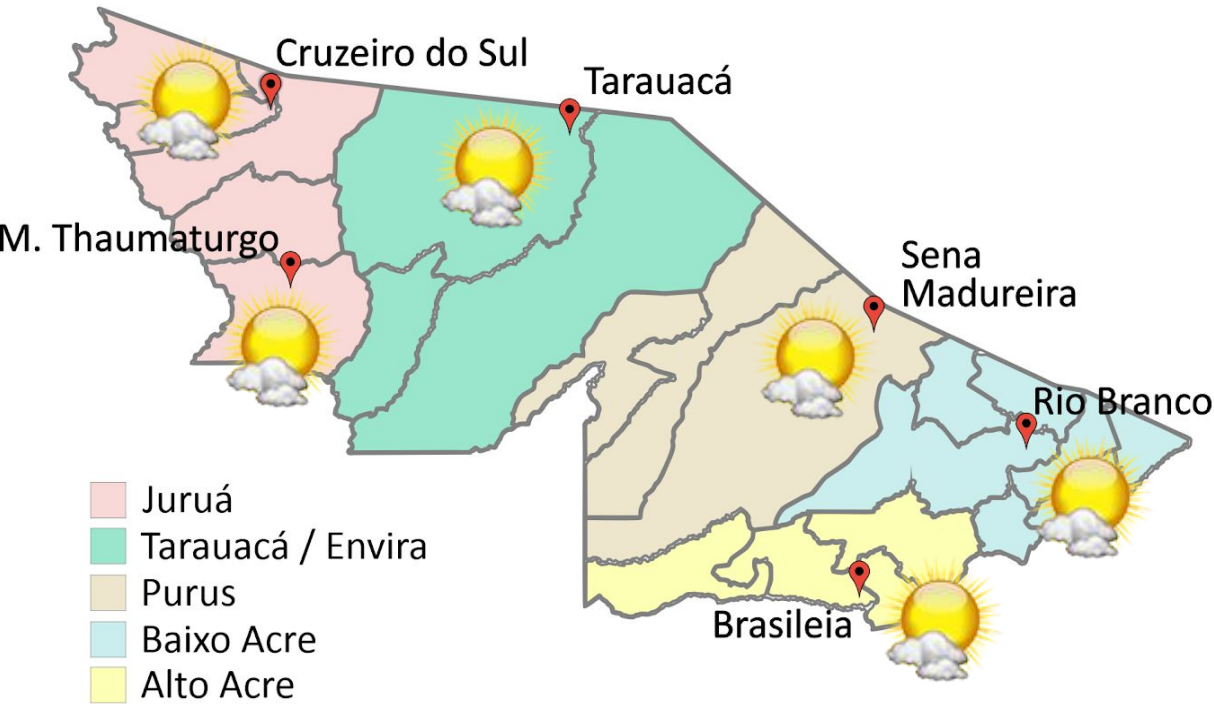 Cruzeiro do Sul
Tarauacá
M. Thaumaturgo
Sena
Madureira
Rio Branco
Brasileia
Juruá
Tarauacá / Envira
Purus
Baixo Acre
Alto Acre